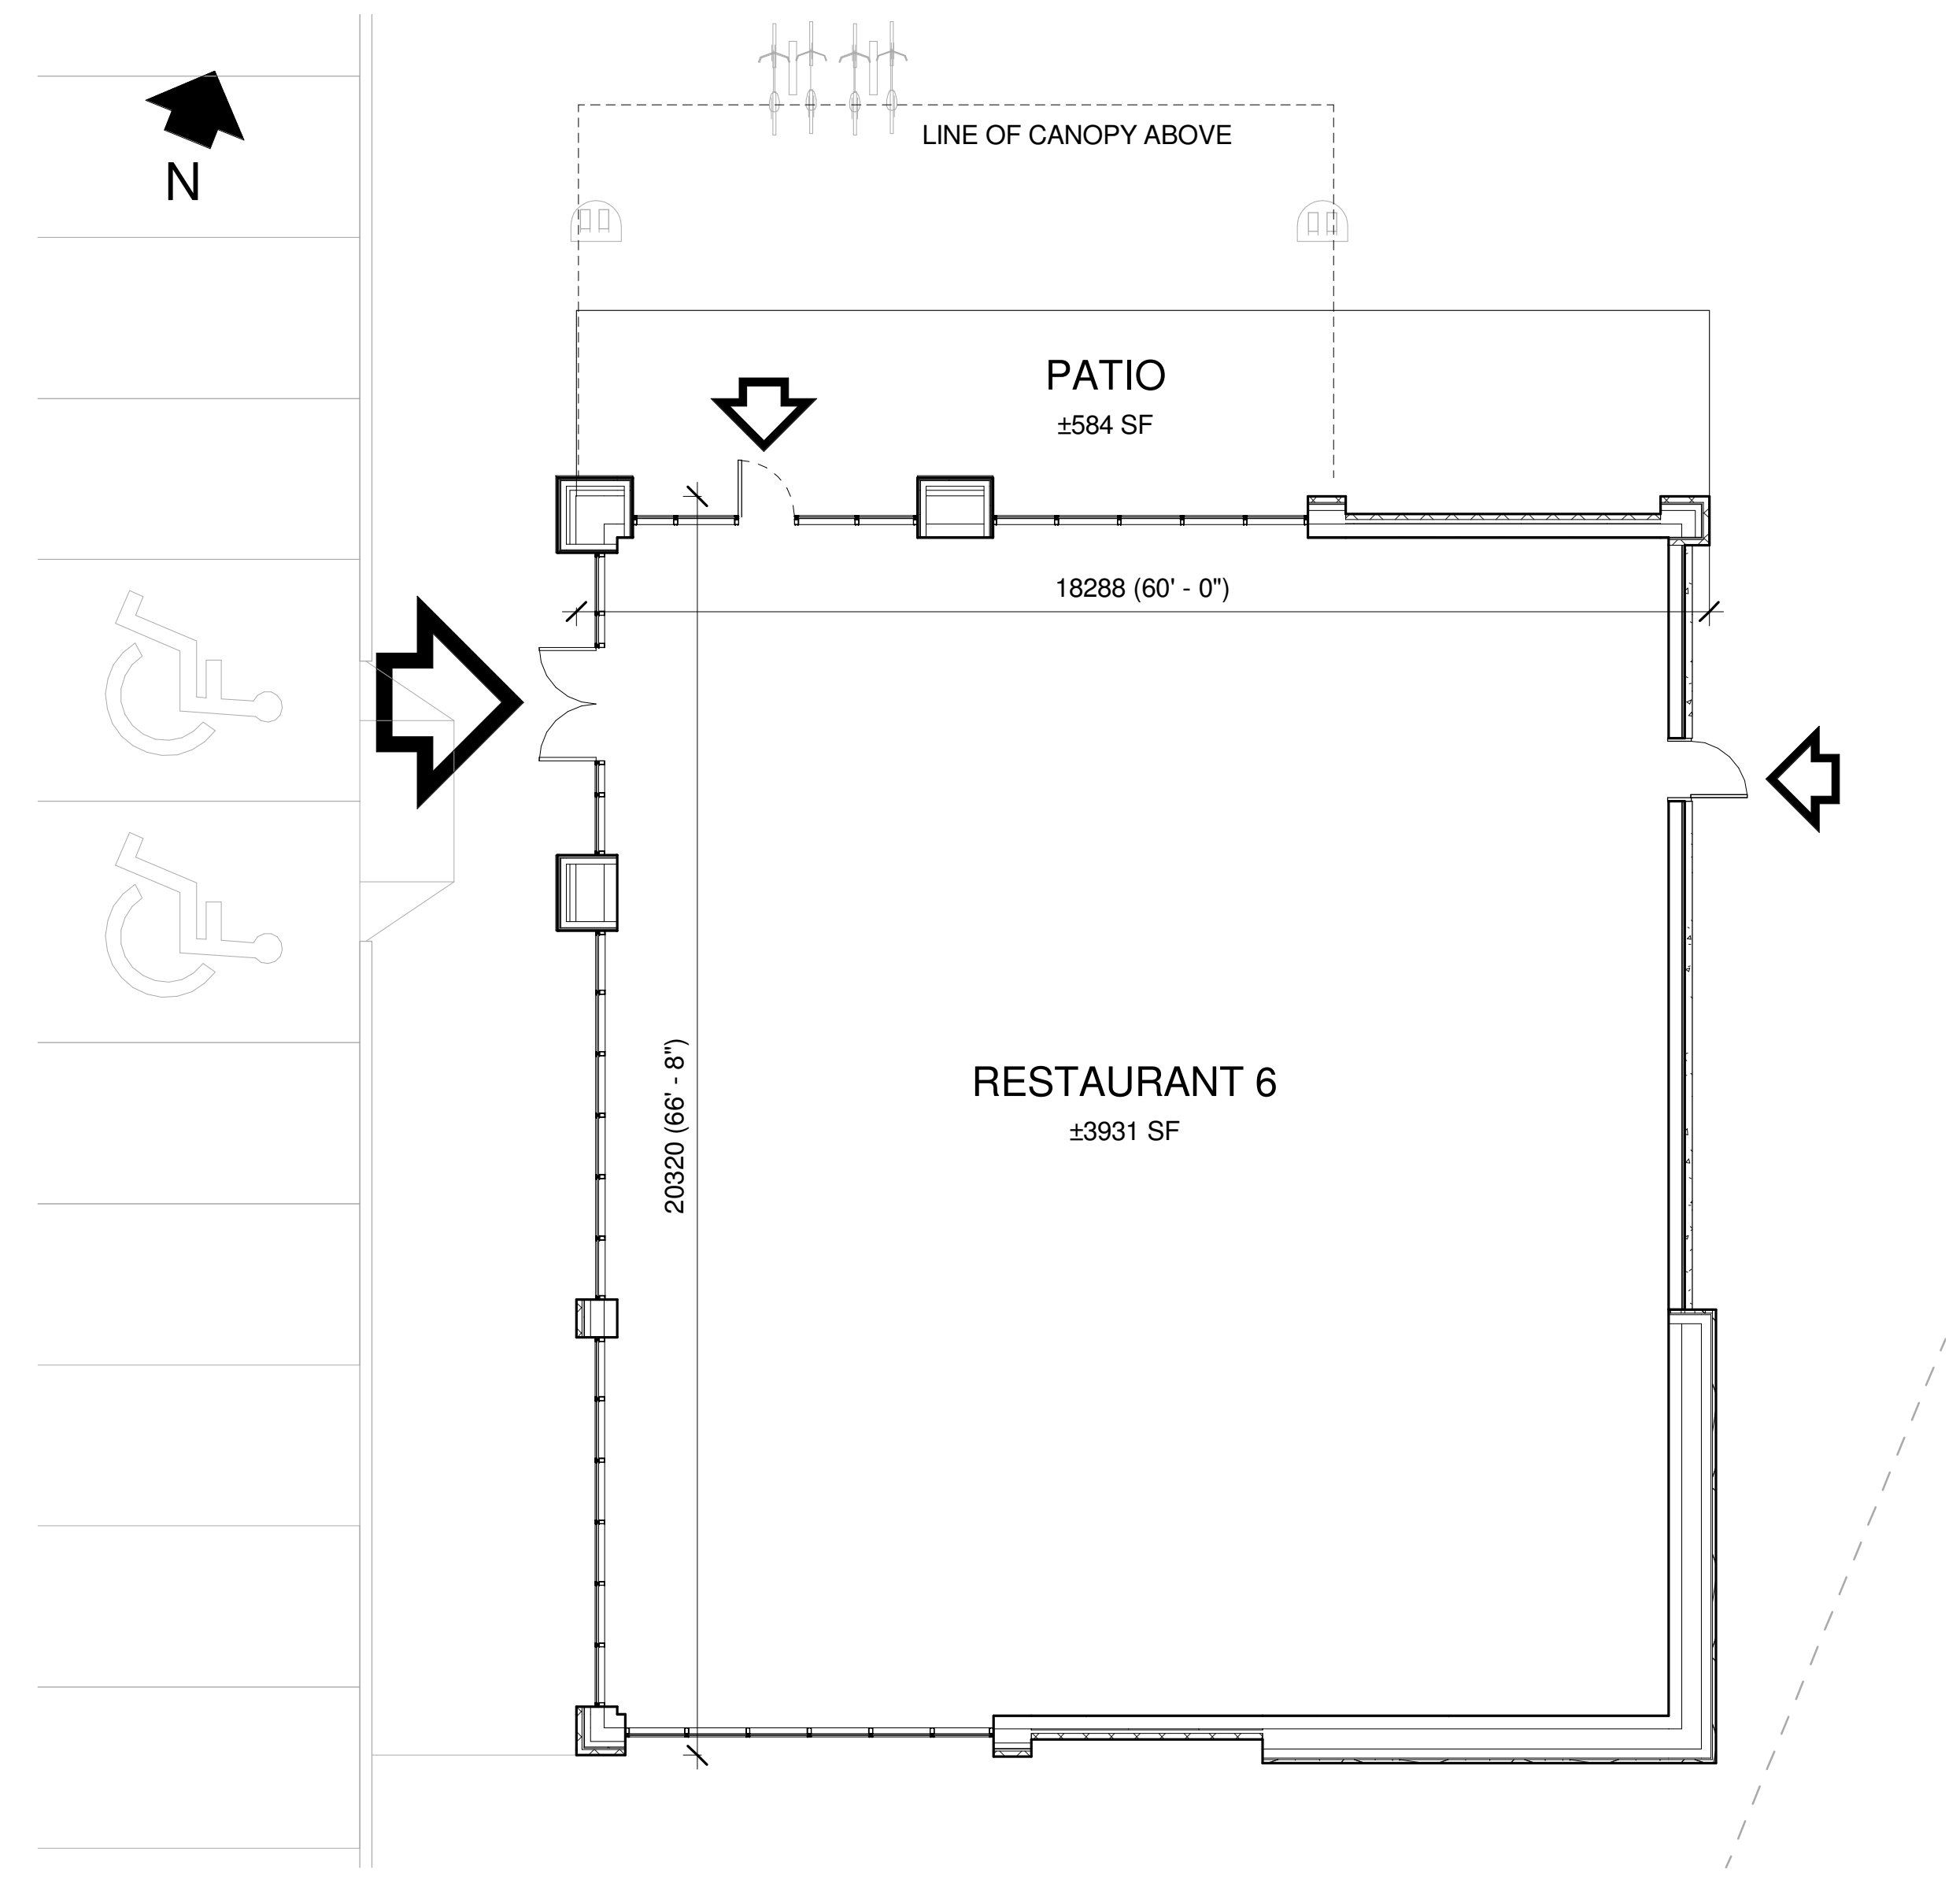 N
LINE OF CANOPY ABOVE
PATIO
±584 SF
18288 (60' - 0")
20320 (66' - 8")
RESTAURANT 6
±3931 SF